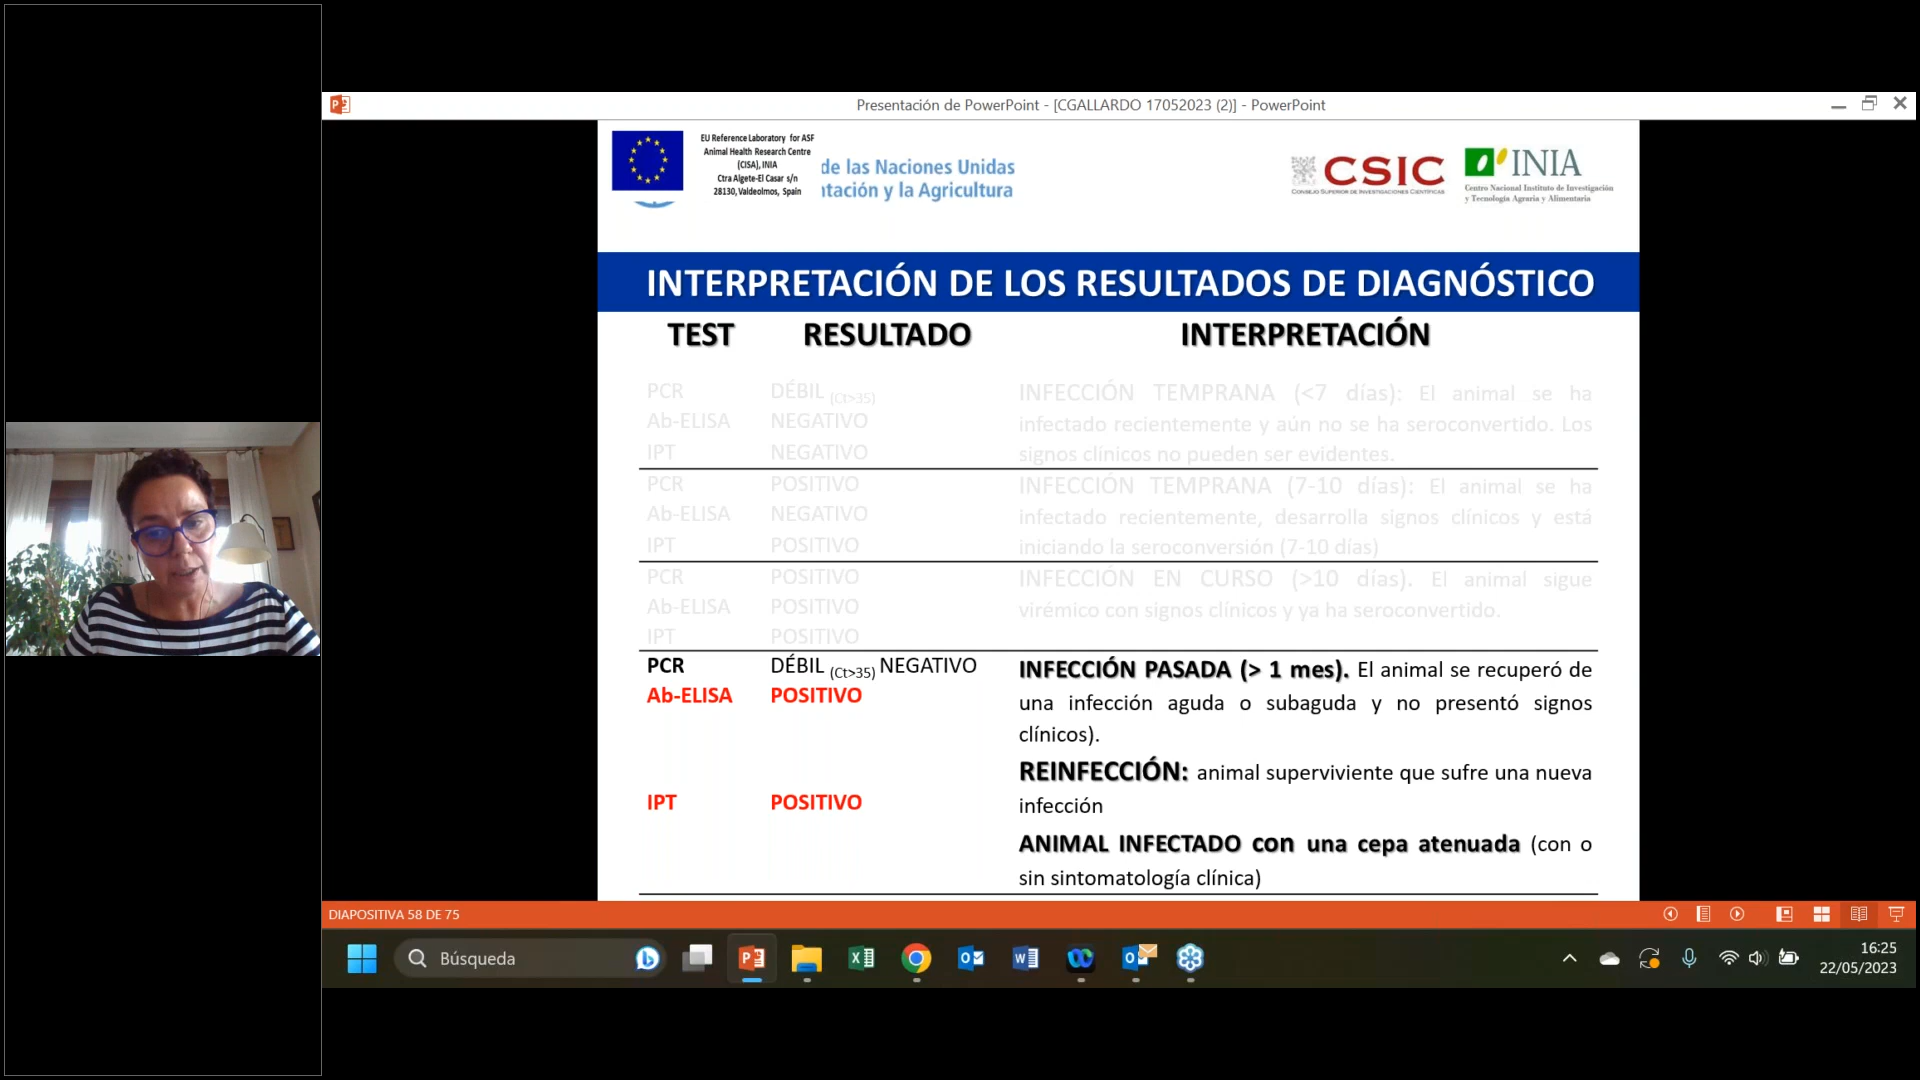 Presentación de PowerPoint - [CGALLARDO 17052023 (2)] - PowerPoint
EU Reference Laboratory for ASF
Animal Health Research Centre
(CISA), INIA
Ctra Algete-El Casar s/n
28130, Valdeolmos, Spain
de las Naciones Unidas
ntación y la Agricultura
CSIC
CONSEJO SUPERIOR DE INVESTIGACIONES CIENTÍFICAS
INIA
Centro Nacional Instituto de Investigación
y Tecnología Agraria y Alimentaria
INTERPRETACIÓN DE LOS RESULTADOS DE DIAGNÓSTICO
TEST RESULTADO INTERPRETACIÓN
PCR DÉBIL (Ct>35) INFECCIÓN TEMPRANA (<7 días): El animal se ha
Ab-ELISA NEGATIVO infectado recientemente y aún no se ha seroconvertido. Los
IPT NEGATIVO signos clínicos no pueden ser evidentes.
PCR POSITIVO INFECCIÓN TEMPRANA (7-10 días): El animal se ha
Ab-ELISA NEGATIVO infectado recientemente, desarrolla signos clínicos y está
IPT POSITIVO iniciando la seroconversión (7-10 días)
PCR POSITIVO INFECCIÓN EN CURSO (>10 días). El animal sigue
Ab-ELISA POSITIVO virémico con signos clínicos y ya ha seroconvertido.
IPT POSITIVO
PCR DÉBIL (Ct>35) NEGATIVO INFECCIÓN PASADA (> 1 mes). El animal se recuperó de
Ab-ELISA POSITIVO una infección aguda o subaguda y no presentó signos
clínicos).
REINFECCIÓN: animal superviviente que sufre una nueva
IPT POSITIVO infección
ANIMAL INFECTADO con una cepa atenuada (con o
sin sintomatología clínica)
DIAPOSITIVA 58 DE 75
Búsqueda
16:25
22/05/2023